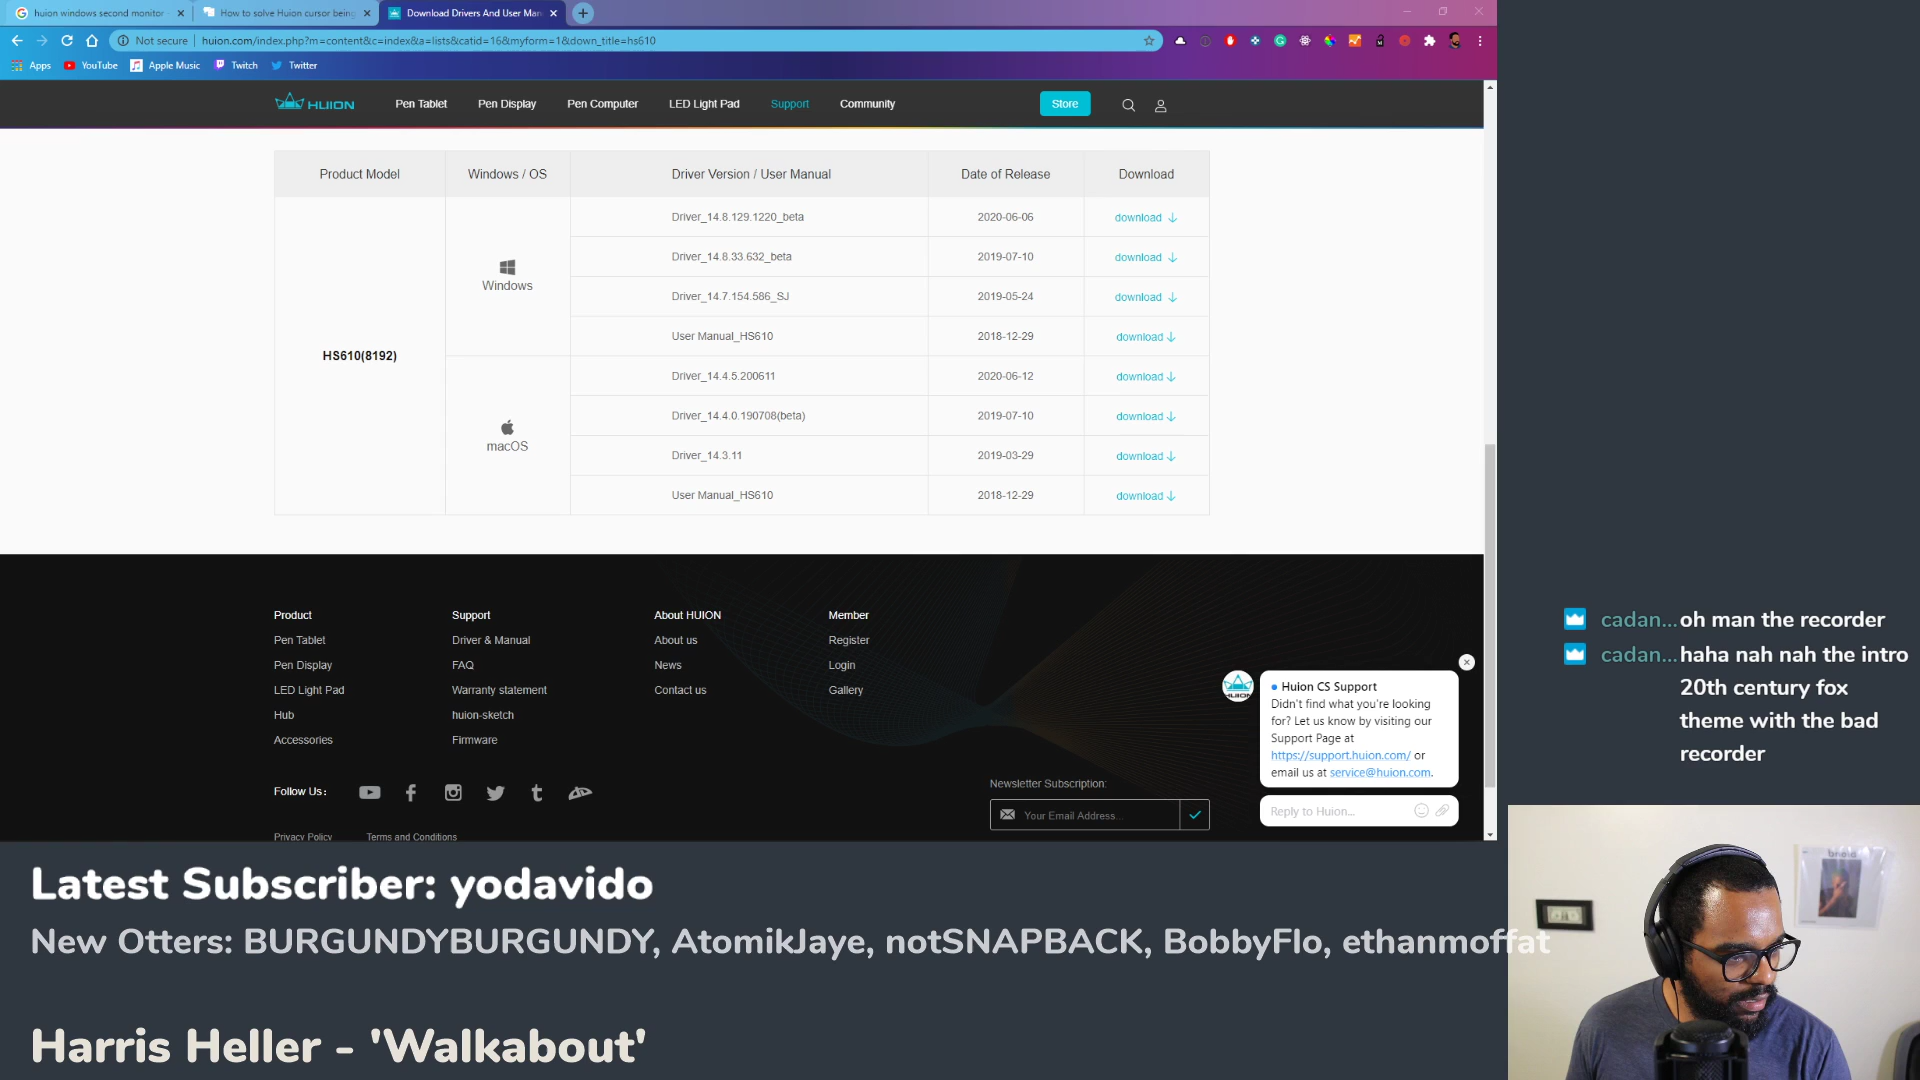 huion windows second monitor
How to solve Huion cursor being
Download Drivers And User Man
Not secure
huion.com/index.php?m=content&c=index&a=lists&catid=16&myform=1&down_title=hs610
Apps
YouTube
Apple Music
Twitch
Twitter
HUION
Pen Tablet
Pen Display
Pen Computer
LED Light Pad
Support
Community
Store
Product Model
Windows / OS
Driver Version / User Manual
Date of Release
Download
HS610(8192)
Windows
Driver_14.8.129.1220_beta
2020-06-06
download
Driver_14.8.33.632_beta
2019-07-10
download
Driver_14.7.154.586_SJ
2019-05-24
download
User Manual_HS610
2018-12-29
download
macOS
Driver_14.4.5.200611
2020-06-12
download
Driver_14.4.0.190708(beta)
2019-07-10
download
Driver_14.3.11
2019-03-29
download
User Manual_HS610
2018-12-29
download
Product
Pen Tablet
Pen Display
LED Light Pad
Hub
Accessories
Support
Driver & Manual
FAQ
Warranty statement
huion-sketch
Firmware
About HUION
About us
News
Contact us
Member
Register
Login
Gallery
Follow Us:
Newsletter Subscription:
Your Email Address...
Privacy Policy
Terms and Conditions
HUION
Huion CS Support
Didn't find what you're looking
for? Let us know by visiting our
Support Page at
https://support.huion.com/ or
email us at service@huion.com.
Reply to Huion...
cadan... oh man the recorder
cadan... haha nah nah the intro
20th century fox
theme with the bad
recorder
Latest Subscriber: yodavido
New Otters: BURGUNDYBURGUNDY, AtomikJaye, notSNAPBACK, BobbyFlo, ethanmoffat
Harris Heller - 'Walkabout'